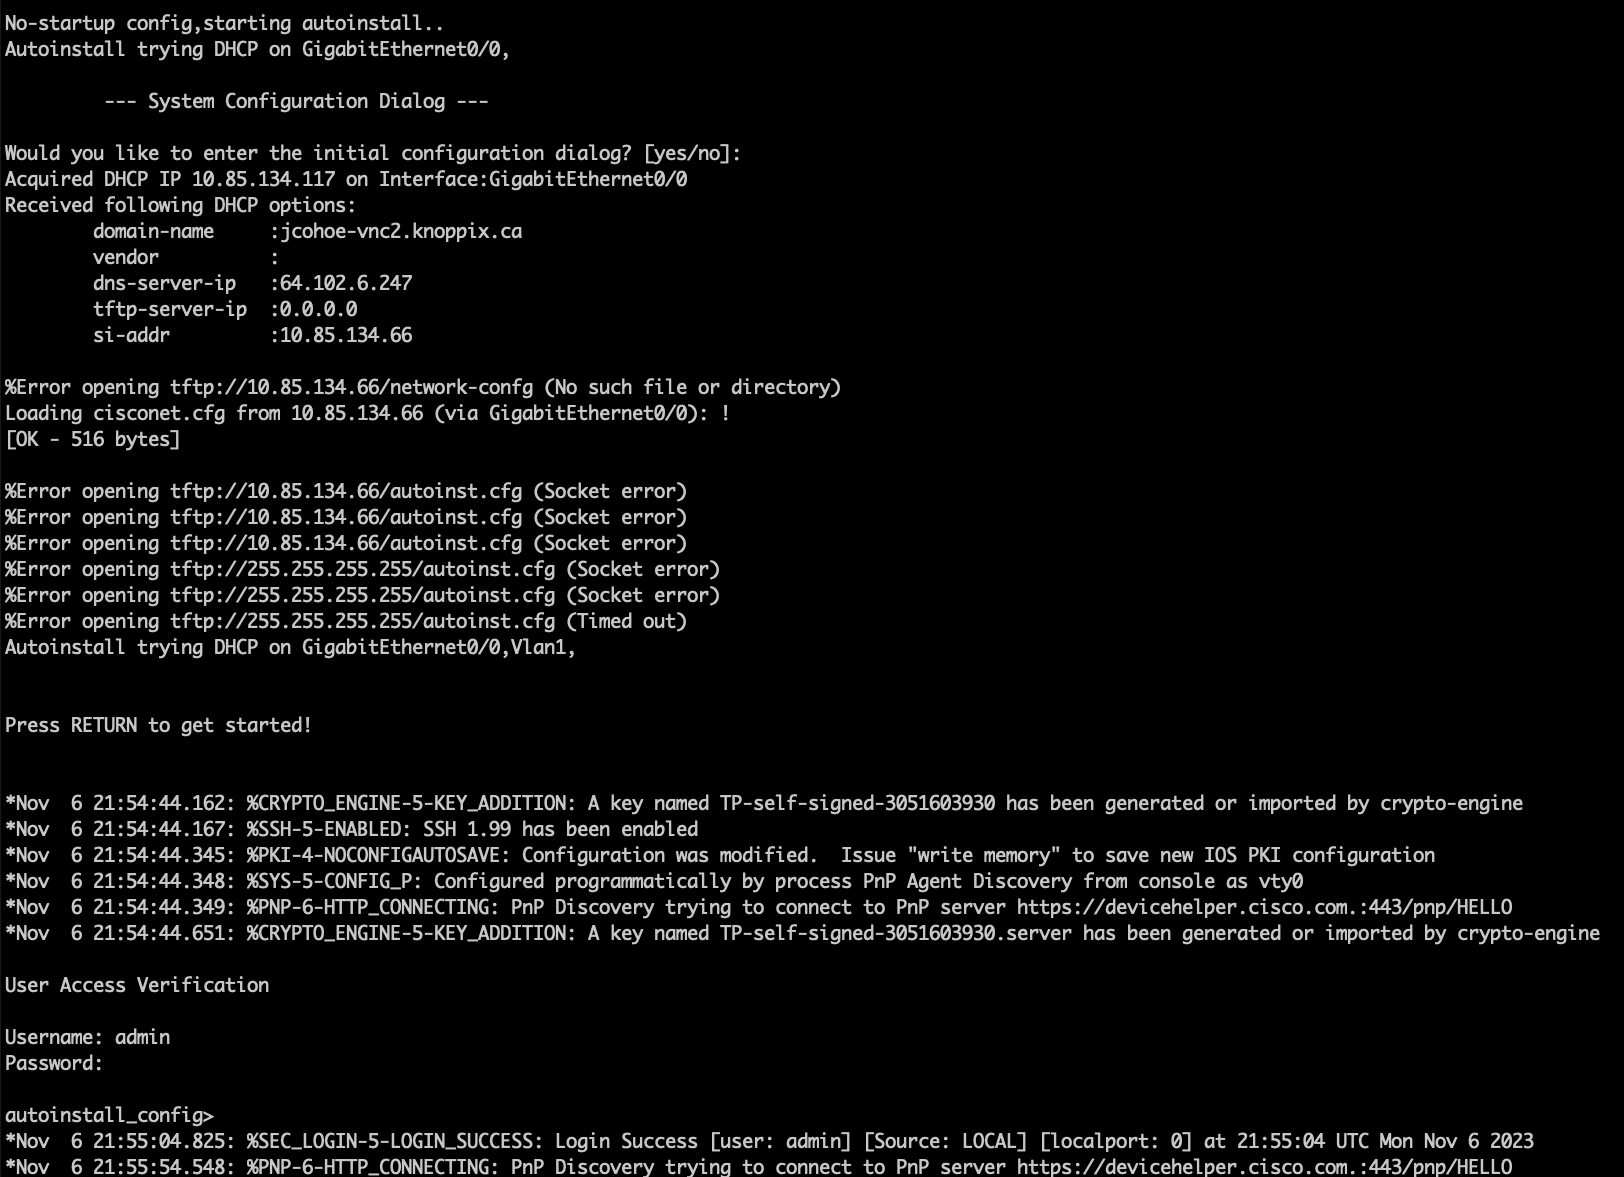 No-startup config,starting autoinstall..
Autoinstall trying DHCP on GigabitEthernet0/0,
--- System Configuration Dialog ---
Would you like to enter the initial configuration dialog? [yes/no]:
Acquired DHCP IP 10.85.134.117 on Interface:GigabitEthernet0/0
Received following DHCP options:
domain-name     :jcohoe-vnc2.knoppix.ca
vendor          :
dns-server-ip   :64.102.6.247
tftp-server-ip  :0.0.0.0
si-addr         :10.85.134.66
%Error opening tftp://10.85.134.66/network-confg (No such file or directory)
Loading cisconet.cfg from 10.85.134.66 (via GigabitEthernet0/0): !
[OK - 516 bytes]
%Error opening tftp://10.85.134.66/autoinst.cfg (Socket error)
%Error opening tftp://10.85.134.66/autoinst.cfg (Socket error)
%Error opening tftp://10.85.134.66/autoinst.cfg (Socket error)
%Error opening tftp://255.255.255.255/autoinst.cfg (Socket error)
%Error opening tftp://255.255.255.255/autoinst.cfg (Socket error)
%Error opening tftp://255.255.255.255/autoinst.cfg (Timed out)
Autoinstall trying DHCP on GigabitEthernet0/0,Vlan1,
Press RETURN to get started!
*Nov  6 21:54:44.162: %CRYPTO_ENGINE-5-KEY_ADDITION: A key named TP-self-signed-3051603930 has been generated or imported by crypto-engine
*Nov  6 21:54:44.167: %SSH-5-ENABLED: SSH 1.99 has been enabled
*Nov  6 21:54:44.345: %PKI-4-NOCONFIGAUTOSAVE: Configuration was modified.  Issue "write memory" to save new IOS PKI configuration
*Nov  6 21:54:44.348: %SYS-5-CONFIG_P: Configured programmatically by process PnP Agent Discovery from console as vty0
*Nov  6 21:54:44.349: %PNP-6-HTTP_CONNECTING: PnP Discovery trying to connect to PnP server https://devicehelper.cisco.com.:443/pnp/HELLO
*Nov  6 21:54:44.651: %CRYPTO_ENGINE-5-KEY_ADDITION: A key named TP-self-signed-3051603930.server has been generated or imported by crypto-engine
User Access Verification
Username: admin
Password:
autoinstall_config>
*Nov  6 21:55:04.825: %SEC_LOGIN-5-LOGIN_SUCCESS: Login Success [user: admin] [Source: LOCAL] [localport: 0] at 21:55:04 UTC Mon Nov 6 2023
*Nov  6 21:55:54.548: %PNP-6-HTTP_CONNECTING: PnP Discovery trying to connect to PnP server https://devicehelper.cisco.com.:443/pnp/HELLO